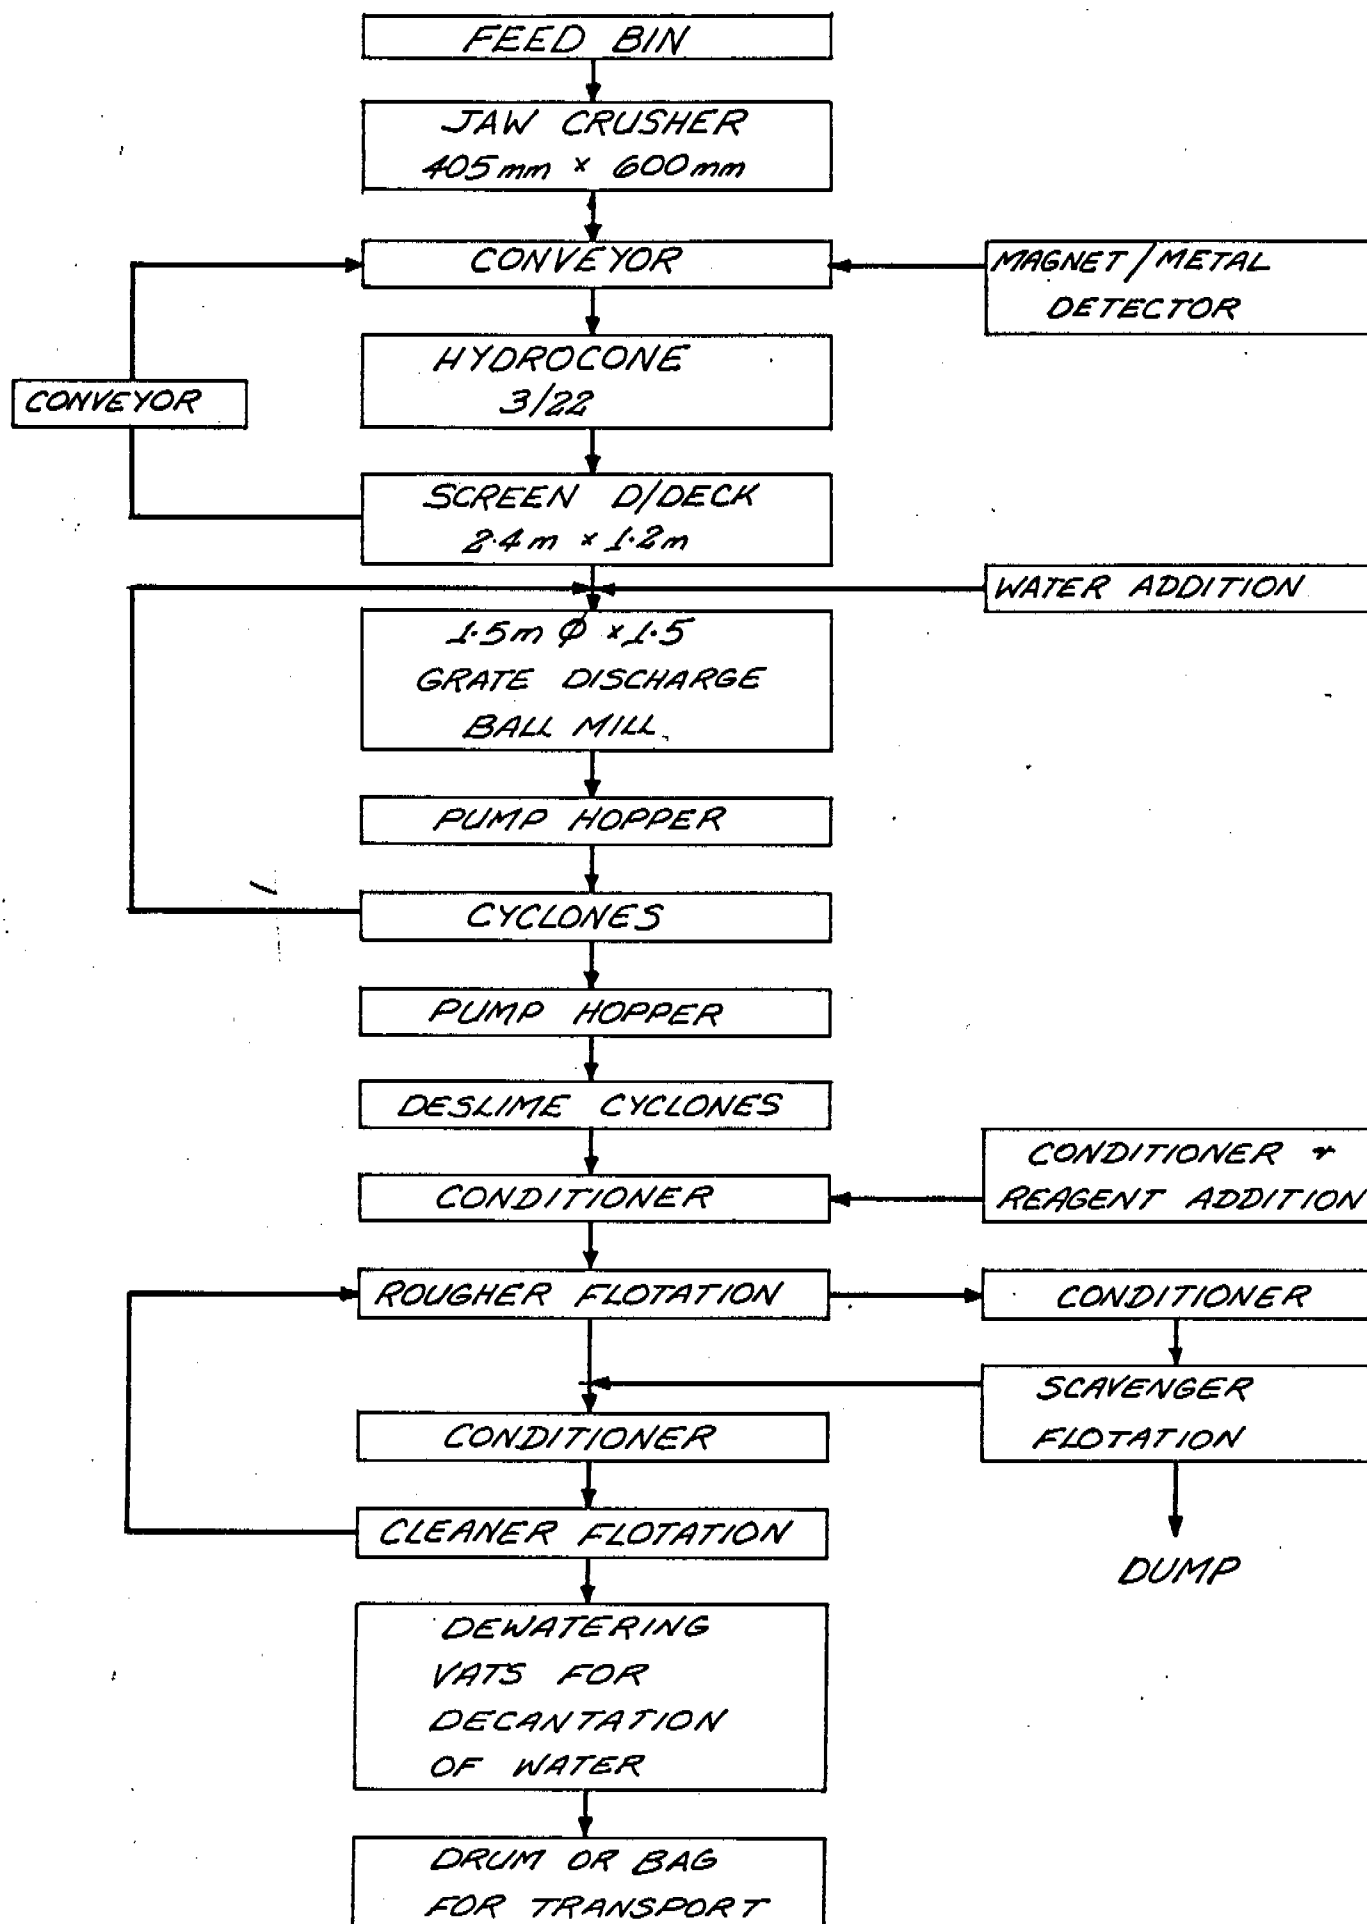 FEED BIN
JAW CRUSHER
405mm × 600mm
CONVEYOR
MAGNET/METAL
DETECTOR
HYDROCONE
3/22
CONVEYOR
SCREEN D/DECK
2.4m × 1.2m
WATER ADDITION
1.5m Ø × 1.5
GRATE DISCHARGE
BALL MILL
PUMP HOPPER
CYCLONES
PUMP HOPPER
DESLIME CYCLONES
CONDITIONER +
REAGENT ADDITION
CONDITIONER
ROUGHER FLOTATION
CONDITIONER
SCAVENGER
FLOTATION
CONDITIONER
CLEANER FLOTATION
DUMP
DEWATERING
VATS FOR
DECANTATION
OF WATER
DRUM OR BAG
FOR TRANSPORT